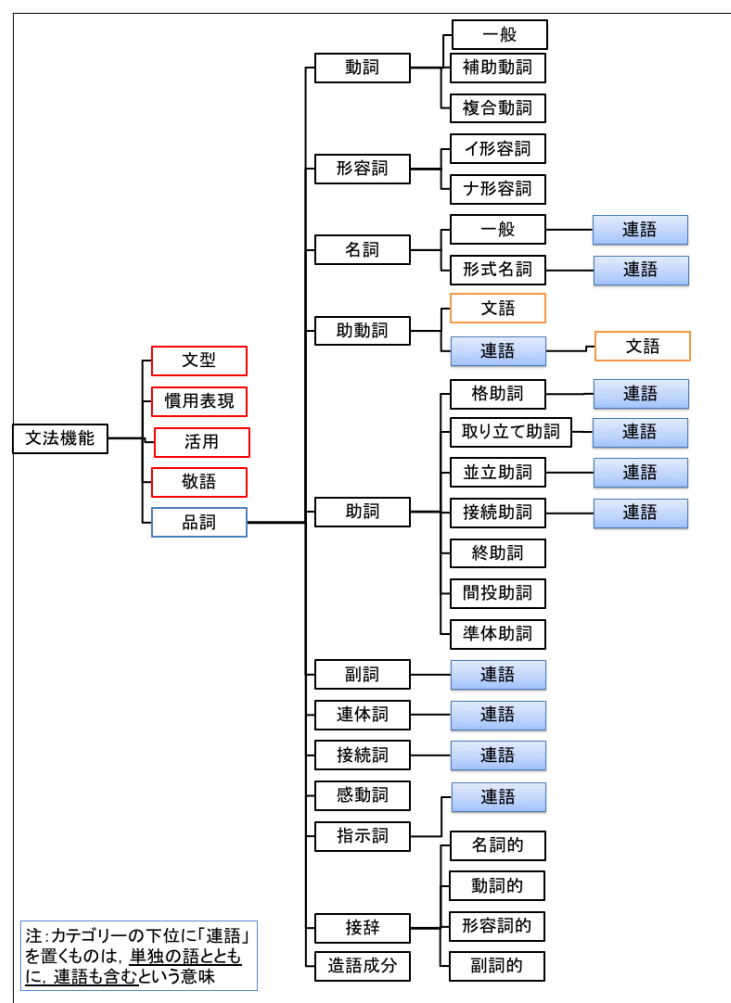 文法機能
文型
慣用表現
活用
敬語
品詞
動詞
一般
補助動詞
複合動詞
形容詞
イ形容詞
ナ形容詞
名詞
一般
連語
形式名詞
連語
助動詞
文語
連語
文語
助詞
格助詞
連語
取り立て助詞
連語
並立助詞
連語
接続助詞
連語
終助詞
間投助詞
準体助詞
副詞
連語
連体詞
連語
接続詞
連語
感動詞
指示詞
連語
接辞
名詞的
動詞的
形容詞的
副詞的
造語成分
注:カテゴリーの下位に「連語」
を置くものは,単独の語ととも
に,連語も含むという意味